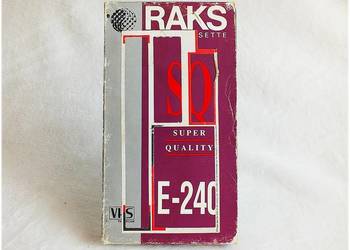 RAKS
SETTE
SQ
SUPER
QUALITY
E-240
VHS